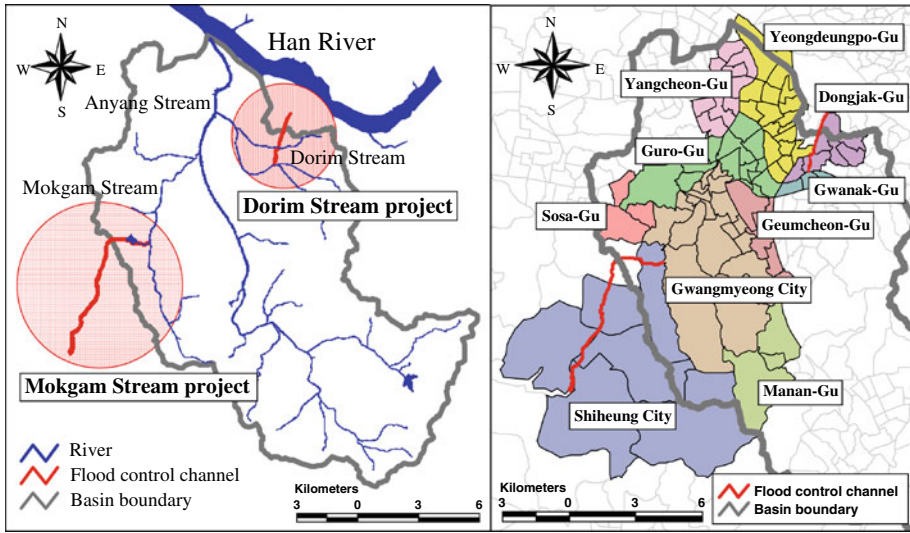 N
W
E
S
Han River
Anyang Stream
Dorim Stream
Mokgam Stream
Dorim Stream project
Mokgam Stream project
River
Flood control channel
Basin boundary
Kilometers
3 0 3 6
N
W E
S
Yeongdeungpo-Gu
Yangcheon-Gu
Dongjak-Gu
Guro-Gu
Gwanak-Gu
Sosa-Gu
Geumcheon-Gu
Gwangmyeong City
Manan-Gu
Shiheung City
Kilometers
3 0 3 6
Flood control channel
Basin boundary